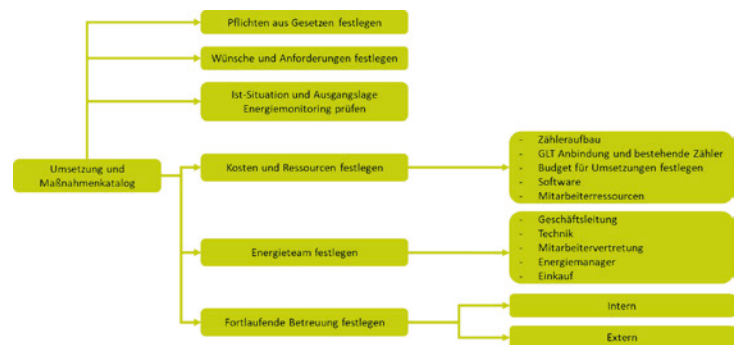 Pflichten aus Gesetzen festlegen
Wünsche und Anforderungen festlegen
Ist-Situation und Ausgangslage
Energiemonitoring prüfen
Umsetzung und
Maßnahmenkatalog
Kosten und Ressourcen festlegen
- Zähleraufbau
- GLT Anbindung und bestehende Zähler
- Budget für Umsetzungen festlegen
- Software
- Mitarbeiterressourcen
Energieteam festlegen
- Geschäftsleitung
- Technik
- Mitarbeitervertretung
- Energiemanager
- Einkauf
Fortlaufende Betreuung festlegen
Intern
Extern